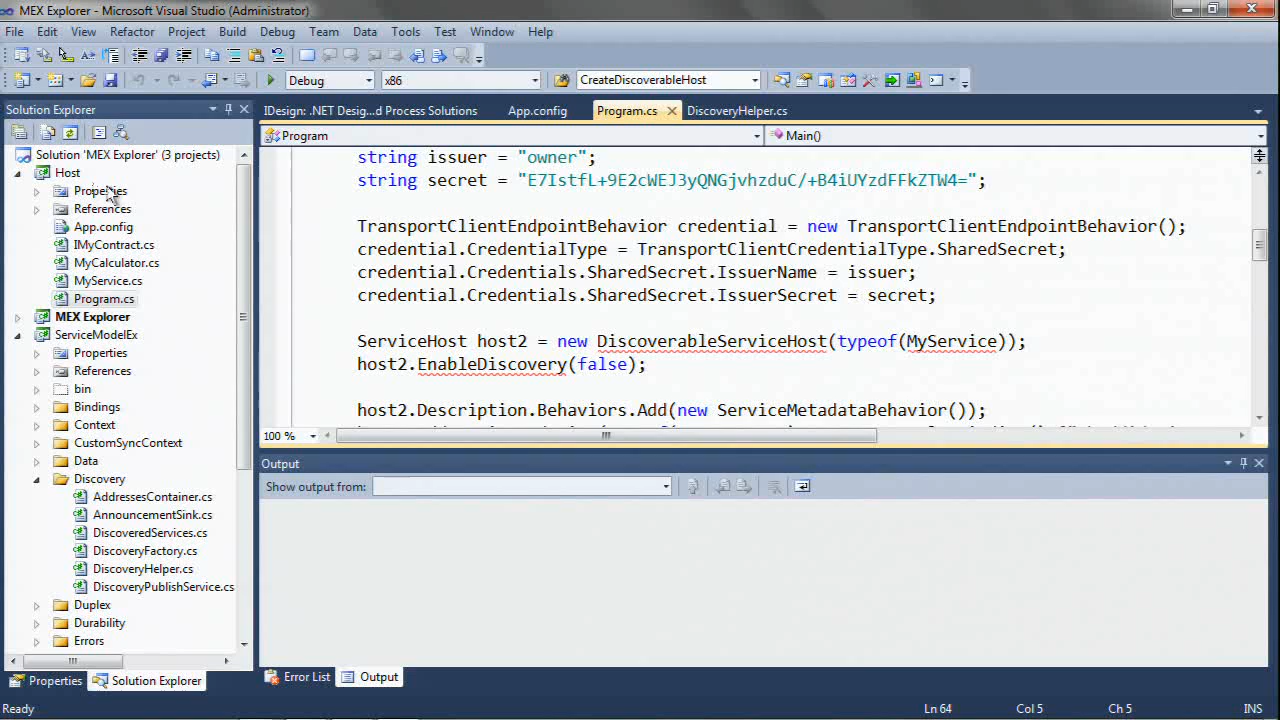 MEX Explorer - Microsoft Visual Studio (Administrator)
File Edit View Refactor Project Build Debug Team Data Tools Test Window Help
Debug x86 CreateDiscoverableHost
Solution Explorer
IDesign: .NET Desig...d Process Solutions App.config Program.cs DiscoveryHelper.cs
Program Main()
Solution 'MEX Explorer' (3 projects)
Host
Properties
References
App.config
IMyContract.cs
MyCalculator.cs
MyService.cs
Program.cs
MEX Explorer
ServiceModelEx
Properties
References
bin
Bindings
Context
CustomSyncContext
Data
Discovery
AddressesContainer.cs
AnnouncementSink.cs
DiscoveredServices.cs
DiscoveryFactory.cs
DiscoveryHelper.cs
DiscoveryPublishService.cs
Duplex
Durability
Errors
string issuer = "owner";
string secret = "E7IstfL+9E2cWEJ3yQNGjvhzduC/+B4iUYzdFFkZTW4=";
TransportClientEndpointBehavior credential = new TransportClientEndpointBehavior();
credential.CredentialType = TransportClientCredentialType.SharedSecret;
credential.Credentials.SharedSecret.IssuerName = issuer;
credential.Credentials.SharedSecret.IssuerSecret = secret;
ServiceHost host2 = new DiscoverableServiceHost(typeof(MyService));
host2.EnableDiscovery(false);
host2.Description.Behaviors.Add(new ServiceMetadataBehavior());
100 %
Output
Show output from:
Properties Solution Explorer
Error List Output
Ready Ln 64 Col 5 Ch 5 INS